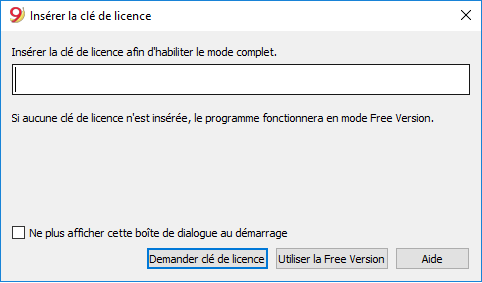 9 Insérer la clé de licence
Insérer la clé de licence afin d'habiliter le mode complet.
Si aucune clé de licence n'est insérée, le programme fonctionnera en mode Free Version.
Ne plus afficher cette boîte de dialogue au démarrage
Demander clé de licence Utiliser la Free Version Aide